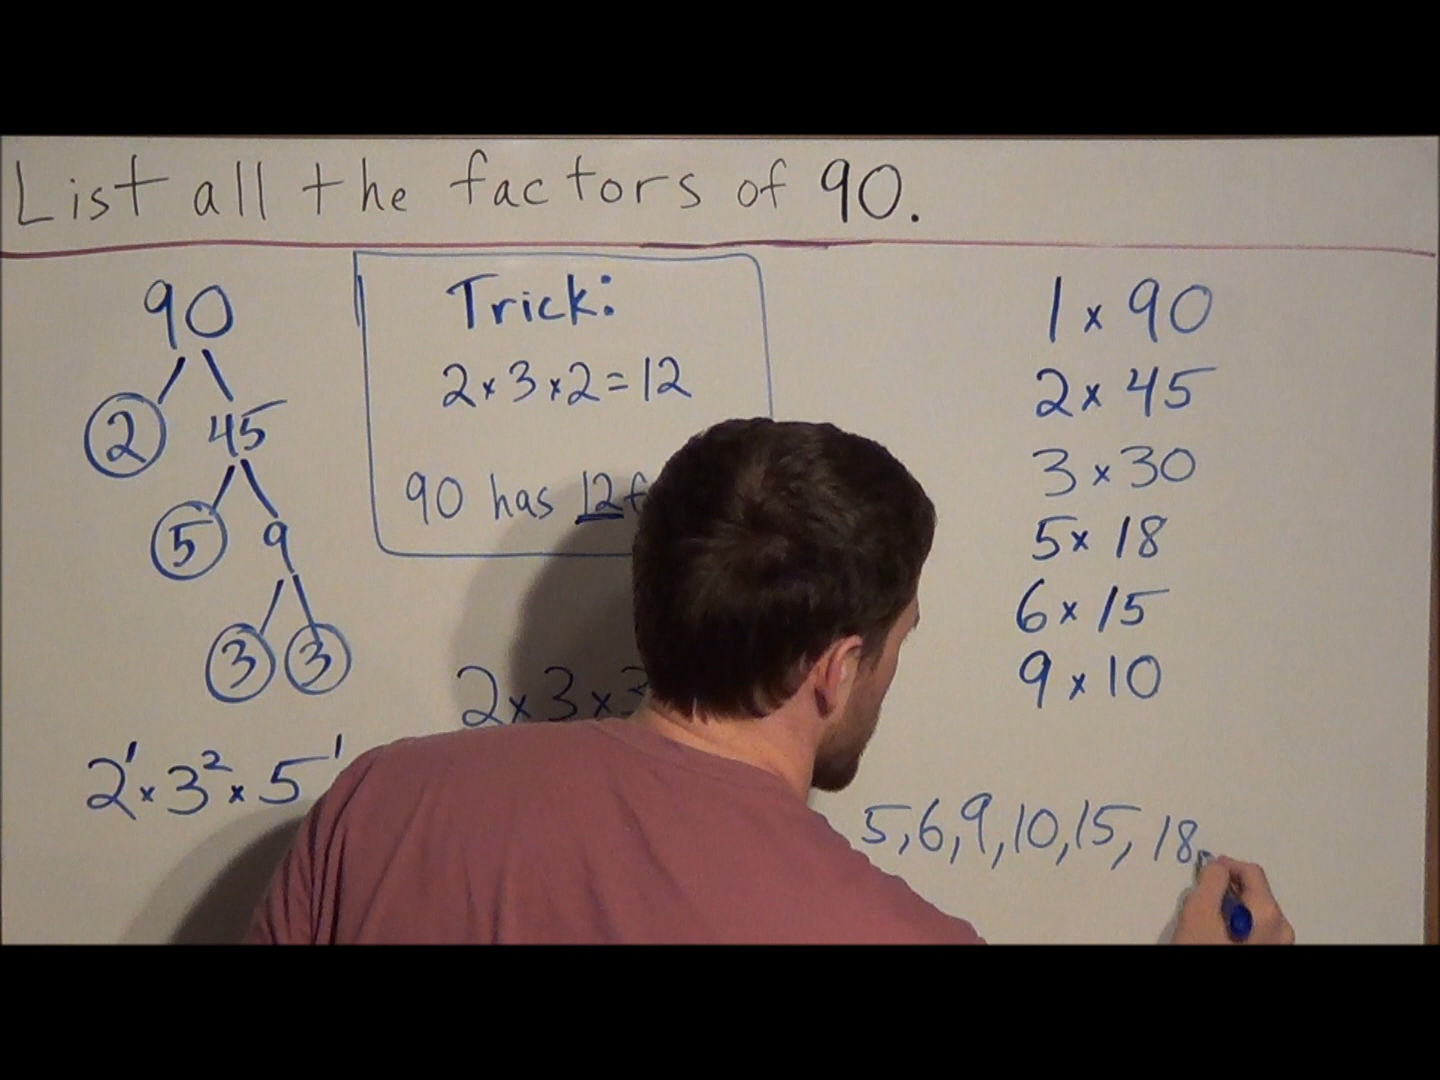 List all the factors of 90.
90
2 45
5 9
3 3
2¹ × 3² × 5¹
Trick:
2 × 3 × 2 = 12
90 has 12
2 × 3 × 3
1 × 90
2 × 45
3 × 30
5 × 18
6 × 15
9 × 10
5, 6, 9, 10, 15, 18,